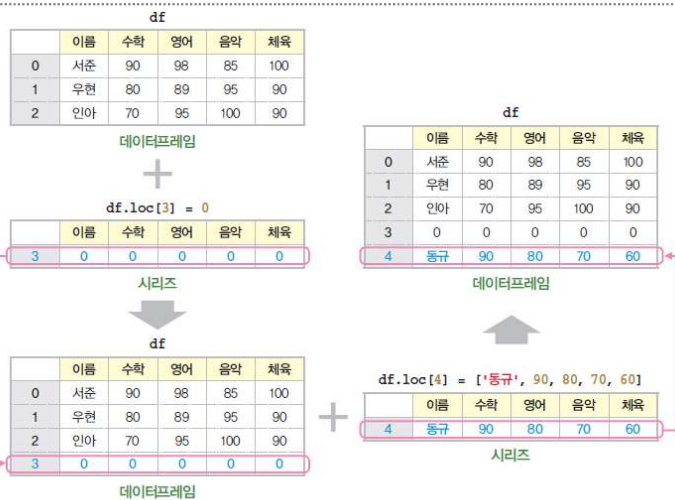 df
이름 수학 영어 음악 체육
0 서준 90 98 85 100
1 우현 80 89 95 90
2 인아 70 95 100 90
데이터프레임
+
df.loc[3] = 0
이름 수학 영어 음악 체육
3 0 0 0 0 0
시리즈
df
이름 수학 영어 음악 체육
0 서준 90 98 85 100
1 우현 80 89 95 90
2 인아 70 95 100 90
3 0 0 0 0 0
데이터프레임
+
df.loc[4] = ['동규', 90, 80, 70, 60]
이름 수학 영어 음악 체육
4 동규 90 80 70 60
시리즈
df
이름 수학 영어 음악 체육
0 서준 90 98 85 100
1 우현 80 89 95 90
2 인아 70 95 100 90
3 0 0 0 0 0
4 동규 90 80 70 60
데이터프레임